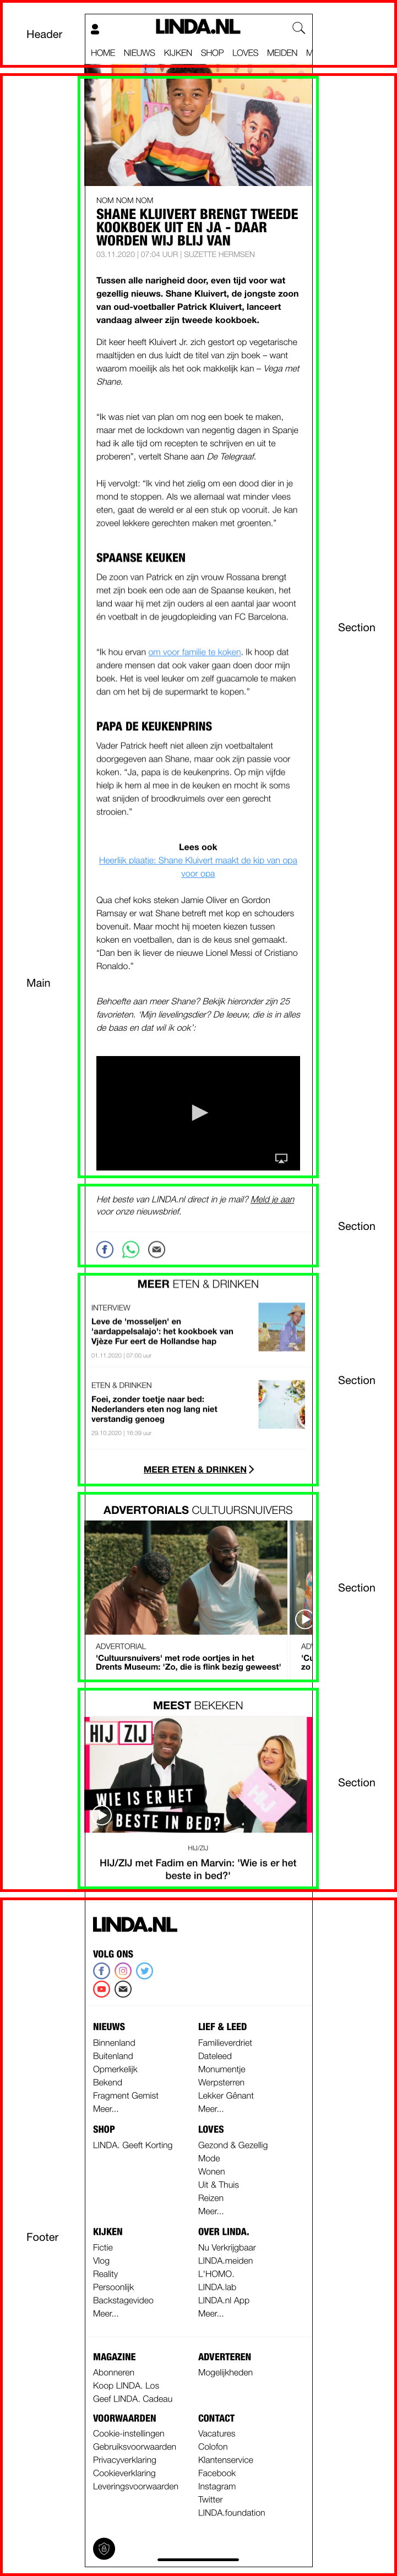 Header
LINDA.NL
HOME NIEUWS KIJKEN SHOP LOVES MEIDEN M
NOM NOM NOM
SHANE KLUIVERT BRENGT TWEEDE
KOOKBOEK UIT EN JA - DAAR
WORDEN WIJ BLIJ VAN
03.11.2020 | 07:04 UUR | SUZETTE HERMSEN
Tussen alle narigheid door, even tijd voor wat
gezellig nieuws. Shane Kluivert, de jongste zoon
van oud-voetballer Patrick Kluivert, lanceert
vandaag alweer zijn tweede kookboek.
Dit keer heeft Kluivert Jr. zich gestort op vegetarische
maaltijden en dus luidt de titel van zijn boek – want
waarom moeilijk als het ook makkelijk kan – Vega met
Shane.
“Ik was niet van plan om nog een boek te maken,
maar met de lockdown van negentig dagen in Spanje
had ik alle tijd om recepten te schrijven en uit te
proberen”, vertelt Shane aan De Telegraaf.
Hij vervolgt: “Ik vind het zielig om een dood dier in je
mond te stoppen. Als we allemaal wat minder vlees
eten, gaat de wereld er al een stuk op vooruit. Je kan
zoveel lekkere gerechten maken met groenten.”
SPAANSE KEUKEN
De zoon van Patrick en zijn vrouw Rossana brengt
met zijn boek een ode aan de Spaanse keuken, het
land waar hij met zijn ouders al een aantal jaar woont
én voetbalt in de jeugdopleiding van FC Barcelona.
Section
“Ik hou ervan om voor familie te koken. Ik hoop dat
andere mensen dat ook vaker gaan doen door mijn
boek. Het is veel leuker om zelf guacamole te maken
dan om het bij de supermarkt te kopen.”
PAPA DE KEUKENPRINS
Vader Patrick heeft niet alleen zijn voetbaltalent
doorgegeven aan Shane, maar ook zijn passie voor
koken. “Ja, papa is de keukenprins. Op mijn vijfde
hielp ik hem al mee in de keuken en mocht ik soms
wat snijden of broodkruimels over een gerecht
strooien.”
Lees ook
Heerlijk plaatje: Shane Kluivert maakt de kip van opa
voor opa
Qua chef koks steken Jamie Oliver en Gordon
Ramsay er wat Shane betreft met kop en schouders
bovenuit. Maar mocht hij moeten kiezen tussen
koken en voetballen, dan is de keus snel gemaakt.
“Dan ben ik liever de nieuwe Lionel Messi of Cristiano
Ronaldo.”
Main
Behoefte aan meer Shane? Bekijk hieronder zijn 25
favorieten. ‘Mijn lievelingsdier? De leeuw, die is in alles
de baas en dat wil ik ook’:
Het beste van LINDA.nl direct in je mail? Meld je aan
voor onze nieuwsbrief.
Section
MEER ETEN & DRINKEN
INTERVIEW
Leve de 'mosseljen' en
'aardappelsalajo': het kookboek van
Vjèze Fur eert de Hollandse hap
01.11.2020 | 07:00 uur
Section
ETEN & DRINKEN
Foei, zonder toetje naar bed:
Nederlanders eten nog lang niet
verstandig genoeg
29.10.2020 | 16:39 uur
MEER ETEN & DRINKEN
ADVERTORIALS CULTUURSNUIVERS
Section
ADVERTORIAL
'Cultuursnuivers' met rode oortjes in het
Drents Museum: 'Zo, die is flink bezig geweest'
AD
'Cu
zo
MEEST BEKEKEN
HIJ ZIJ
WIE IS ER HET
BESTE IN BED?
Section
HIJ/ZIJ
HIJ/ZIJ met Fadim en Marvin: 'Wie is er het
beste in bed?'
LINDA.NL
VOLG ONS
NIEUWS
Binnenland
Buitenland
Opmerkelijk
Bekend
Fragment Gemist
Meer...
LIEF & LEED
Familieverdriet
Dateleed
Monumentje
Werpsterren
Lekker Gênant
Meer...
SHOP
LINDA. Geeft Korting
LOVES
Gezond & Gezellig
Mode
Wonen
Uit & Thuis
Reizen
Meer...
Footer
KIJKEN
Fictie
Vlog
Reality
Persoonlijk
Backstagevideo
Meer...
OVER LINDA.
Nu Verkrijgbaar
LINDA.meiden
L'HOMO.
LINDA.lab
LINDA.nl App
Meer...
MAGAZINE
Abonneren
Koop LINDA. Los
Geef LINDA. Cadeau
ADVERTEREN
Mogelijkheden
VOORWAARDEN
Cookie-instellingen
Gebruiksvoorwaarden
Privacyverklaring
Cookieverklaring
Leveringsvoorwaarden
CONTACT
Vacatures
Colofon
Klantenservice
Facebook
Instagram
Twitter
LINDA.foundation